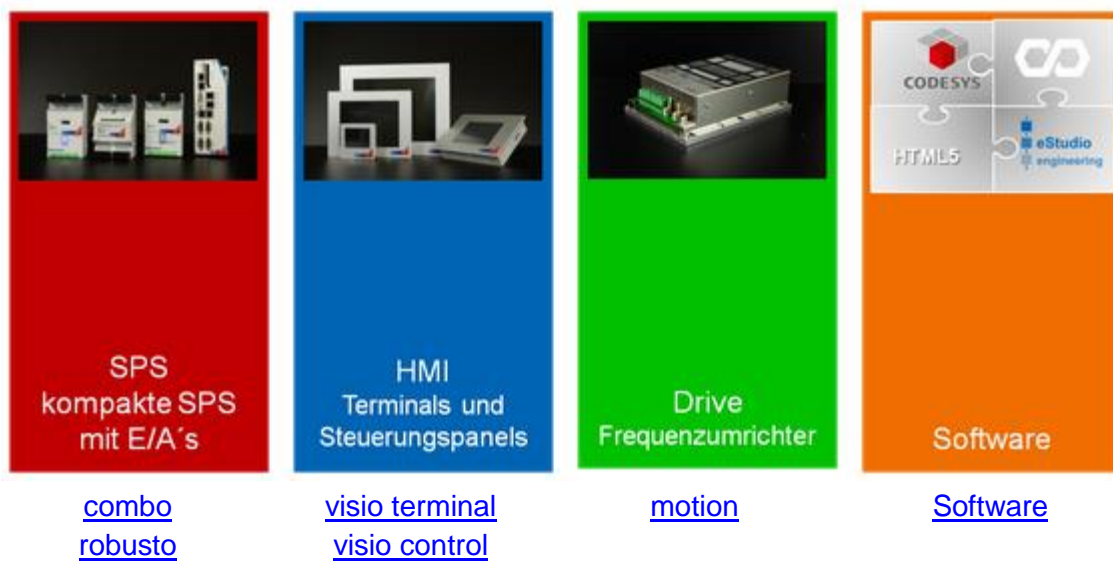 SPS
kompakte SPS
mit E/A´s
HMI
Terminals und
Steuerungspanels
Drive
Frequenzumrichter
CODESYS
HTML5
eStudio
engineering
Software
combo
robusto
visio terminal
visio control
motion
Software